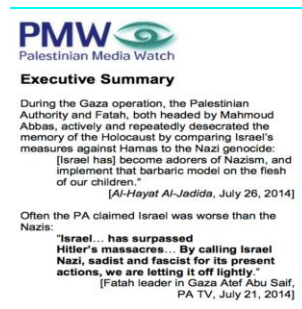 PMW
Palestinian Media Watch
Executive Summary
During the Gaza operation, the Palestinian
Authority and Fatah, both headed by Mahmoud
Abbas, actively and repeatedly desecrated the
memory of the Holocaust by comparing Israel's
measures against Hamas to the Nazi genocide:
[Israel has] become adorers of Nazism, and
implement that barbaric model on the flesh
of our children."
[Al-Hayat Al-Jadida, July 26, 2014]
Often the PA claimed Israel was worse than the
Nazis:
"Israel... has surpassed
Hitler's massacres... By calling Israel
Nazi, sadist and fascist for its present
actions, we are letting it off lightly."
[Fatah leader in Gaza Atef Abu Saif,
PA TV, July 21, 2014]